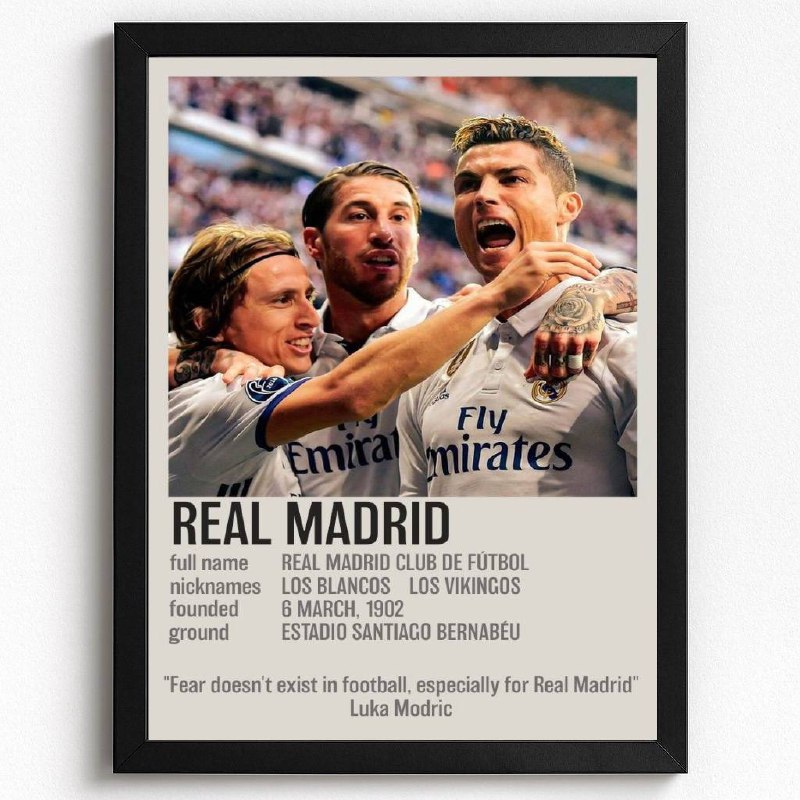 Fly
Emirates
Fly
Emirates
REAL MADRID
full name REAL MADRID CLUB DE FÚTBOL
nicknames LOS BLANCOS LOS VIKINGOS
founded 6 MARCH, 1902
ground ESTADIO SANTIAGO BERNABÉU
"Fear doesn't exist in football, especially for Real Madrid"
Luka Modric